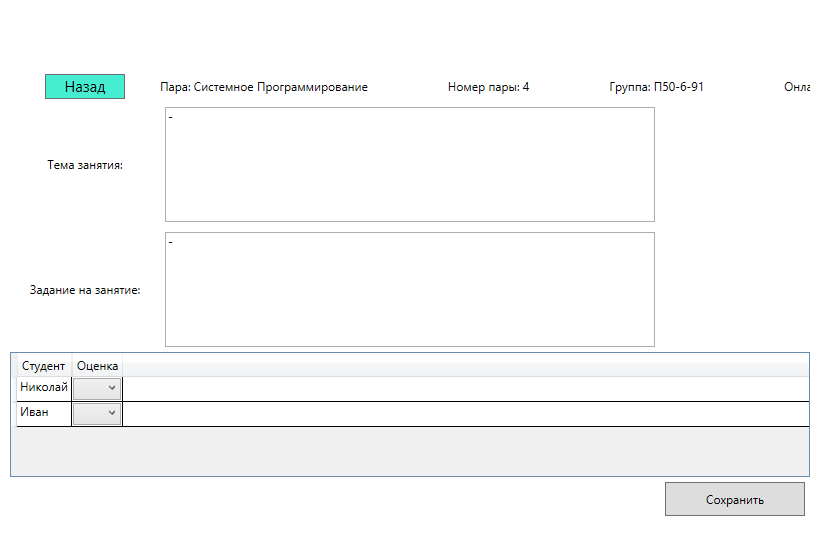 Назад Пара: Системное Программирование Номер пары: 4 Группа: П50-6-91 Онла
-
Тема занятия:
-
Задание на занятие:
Студент Оценка
Николай
Иван
Сохранить